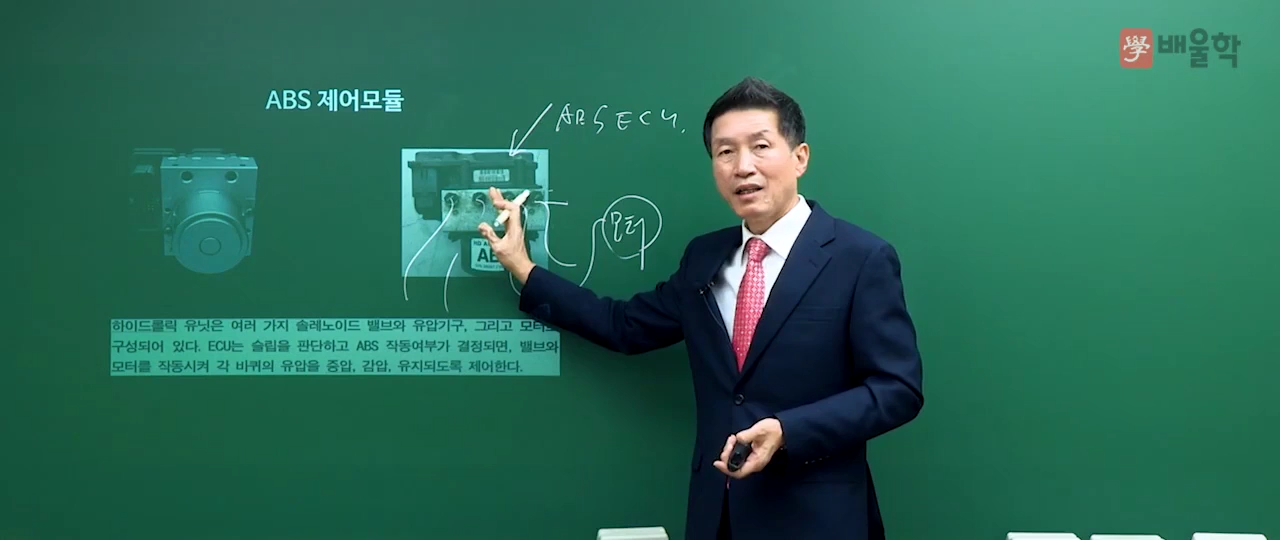 學 배울학
ABS 제어모듈
ABS ECU.
모터
AB
하이드롤릭 유닛은 여러 가지 솔레노이드 밸브와 유압기구, 그리고 모터로
구성되어 있다. ECU는 슬립을 판단하고 ABS 작동여부가 결정되면, 밸브와
모터를 작동시켜 각 바퀴의 유압을 증압, 감압, 유지되도록 제어한다.